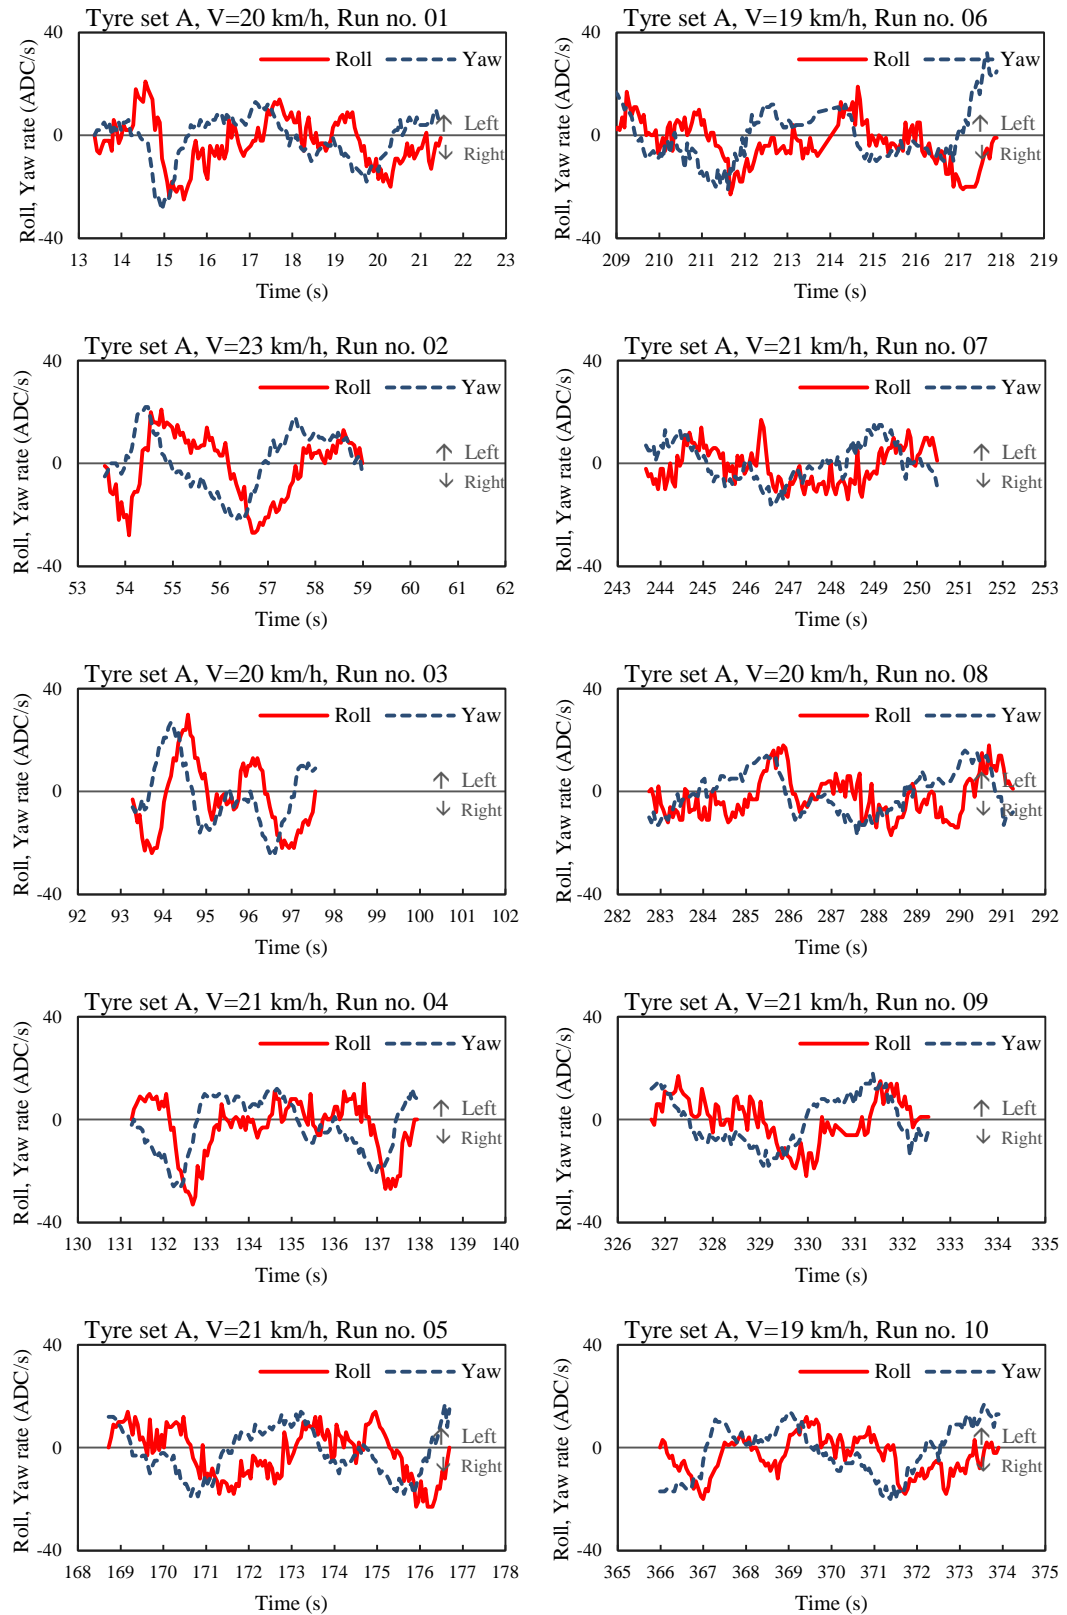 Tyre set A, V=20 km/h, Run no. 01
Roll, Yaw rate (ADC/s)
40
0
-40
Roll
Yaw
↑ Left
↓ Right
13 14 15 16 17 18 19 20 21 22 23
Time (s)
Tyre set A, V=19 km/h, Run no. 06
Roll, Yaw rate (ADC/s)
40
0
-40
Roll
Yaw
↑ Left
↓ Right
209 210 211 212 213 214 215 216 217 218 219
Time (s)
Tyre set A, V=23 km/h, Run no. 02
Roll, Yaw rate (ADC/s)
40
0
-40
Roll
Yaw
↑ Left
↓ Right
53 54 55 56 57 58 59 60 61 62
Time (s)
Tyre set A, V=21 km/h, Run no. 07
Roll, Yaw rate (ADC/s)
40
0
-40
Roll
Yaw
↑ Left
↓ Right
243 244 245 246 247 248 249 250 251 252 253
Time (s)
Tyre set A, V=20 km/h, Run no. 03
Roll, Yaw rate (ADC/s)
40
0
-40
Roll
Yaw
↑ Left
↓ Right
92 93 94 95 96 97 98 99 100 101 102
Time (s)
Tyre set A, V=20 km/h, Run no. 08
Roll, Yaw rate (ADC/s)
40
0
-40
Roll
Yaw
↑ Left
↓ Right
282 283 284 285 286 287 288 289 290 291 292
Time (s)
Tyre set A, V=21 km/h, Run no. 04
Roll, Yaw rate (ADC/s)
40
0
-40
Roll
Yaw
↑ Left
↓ Right
130 131 132 133 134 135 136 137 138 139 140
Time (s)
Tyre set A, V=21 km/h, Run no. 09
Roll, Yaw rate (ADC/s)
40
0
-40
Roll
Yaw
↑ Left
↓ Right
326 327 328 329 330 331 332 333 334 335
Time (s)
Tyre set A, V=21 km/h, Run no. 05
Roll, Yaw rate (ADC/s)
40
0
-40
Roll
Yaw
↑ Left
↓ Right
168 169 170 171 172 173 174 175 176 177 178
Time (s)
Tyre set A, V=19 km/h, Run no. 10
Roll, Yaw rate (ADC/s)
40
0
-40
Roll
Yaw
↑ Left
↓ Right
365 366 367 368 369 370 371 372 373 374 375
Time (s)